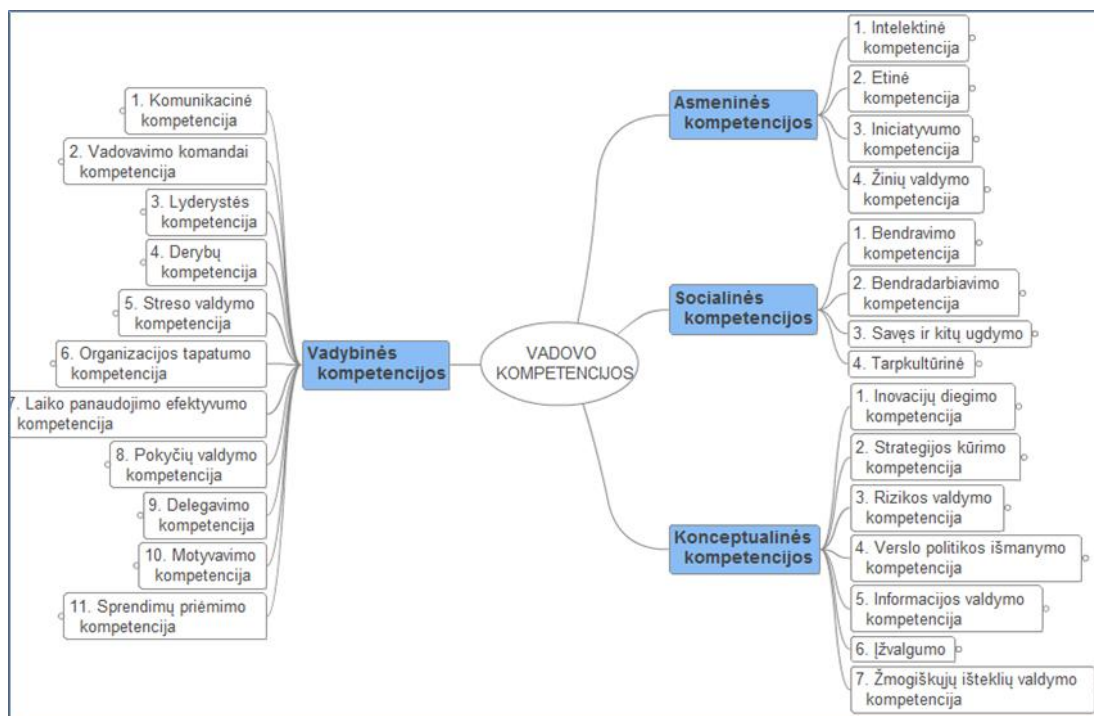 VADOVO
KOMPETENCIJOS
Asmeninės
kompetencijos
1. Intelektinė
kompetencija
2. Etinė
kompetencija
3. Iniciatyvumo
kompetencija
4. Žinių valdymo
kompetencija
Socialinės
kompetencijos
1. Bendravimo
kompetencija
2. Bendradarbiavimo
kompetencija
3. Savęs ir kitų ugdymo
4. Tarpkultūrinė
Konceptualinės
kompetencijos
1. Inovacijų diegimo
kompetencija
2. Strategijos kūrimo
kompetencija
3. Rizikos valdymo
kompetencija
4. Verslo politikos išmanymo
kompetencija
5. Informacijos valdymo
kompetencija
6. Įžvalgumo
7. Žmogiškųjų išteklių valdymo
kompetencija
Vadybinės
kompetencijos
1. Komunikacinė
kompetencija
2. Vadovavimo komandai
kompetencija
3. Lyderystės
kompetencija
4. Derybų
kompetencija
5. Streso valdymo
kompetencija
6. Organizacijos tapatumo
kompetencija
7. Laiko panaudojimo efektyvumo
kompetencija
8. Pokyčių valdymo
kompetencija
9. Delegavimo
kompetencija
10. Motyvavimo
kompetencija
11. Sprendimų priėmimo
kompetencija